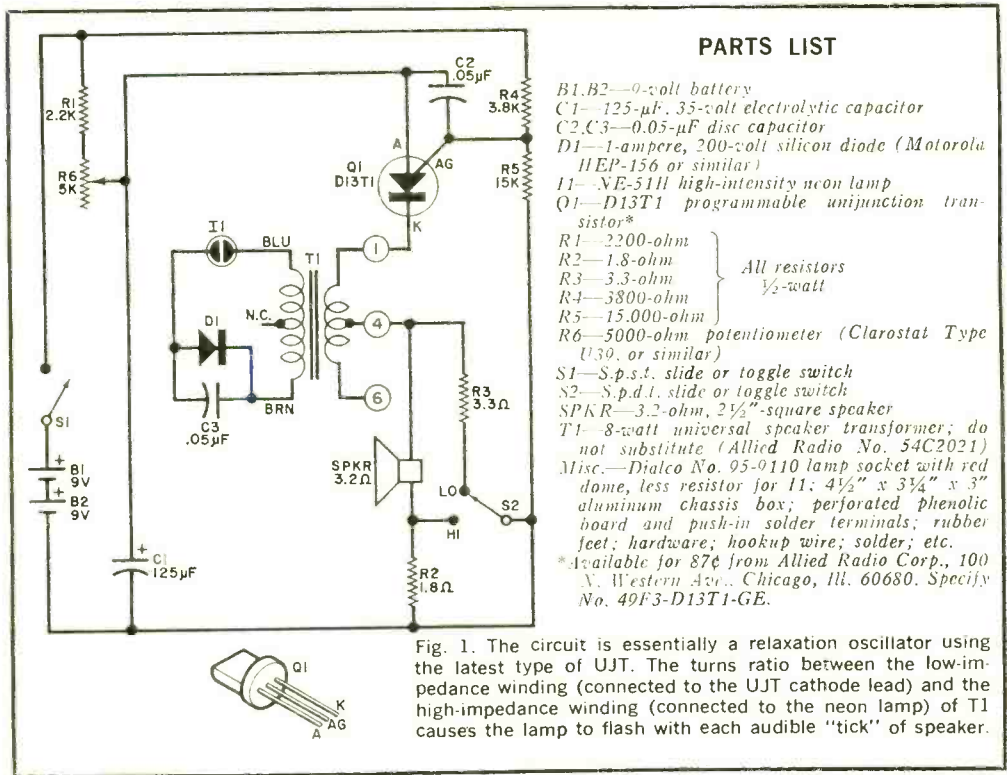 R1
2.2K
R6
5K
S1
B1
9V
B2
9V
C1
125µF
I1
BLU
T1
N.C.
D1
C3
.05µF
BRN
C2
.05µF
A
AG
Q1
D13T1
K
R4
3.8K
R5
15K
1
4
6
R3
3.3Ω
SPKR
3.2Ω
LO
S2
HI
R2
1.8Ω
Q1
K
AG
A
PARTS LIST
B1,B2—9-volt battery
C1—125-µF, 35-volt electrolytic capacitor
C2,C3—0.05-µF disc capacitor
D1—1-ampere, 200-volt silicon diode (Motorola
HEP-156 or similar)
I1—NE-51H high-intensity neon lamp
Q1—D13T1 programmable unijunction tran-
sistor*
R1—2200-ohm
R2—1.8-ohm
R3—3.3-ohm
R4—3800-ohm
R5—15,000-ohm
All resistors
½-watt
R6—5000-ohm potentiometer (Clarostat Type
U39, or similar)
S1—S.p.s.t. slide or toggle switch
S2—S.p.d.t. slide or toggle switch
SPKR—3.2-ohm, 2½"-square speaker
T1—8-watt universal speaker transformer; do
not substitute (Allied Radio No. 54C2021)
Misc.—Dialco No. 95-9110 lamp socket with red
dome, less resistor for I1; 4½" x 3¼" x 3"
aluminum chassis box; perforated phenolic
board and push-in solder terminals; rubber
feet; hardware; hookup wire; solder; etc.
*Available for 87¢ from Allied Radio Corp., 100
N. Western Ave., Chicago, Ill. 60680. Specify
No. 49F3-D13T1-GE.
Fig. 1. The circuit is essentially a relaxation oscillator using
the latest type of UJT. The turns ratio between the low-im-
pedance winding (connected to the UJT cathode lead) and the
high-impedance winding (connected to the neon lamp) of T1
causes the lamp to flash with each audible "tick" of speaker.